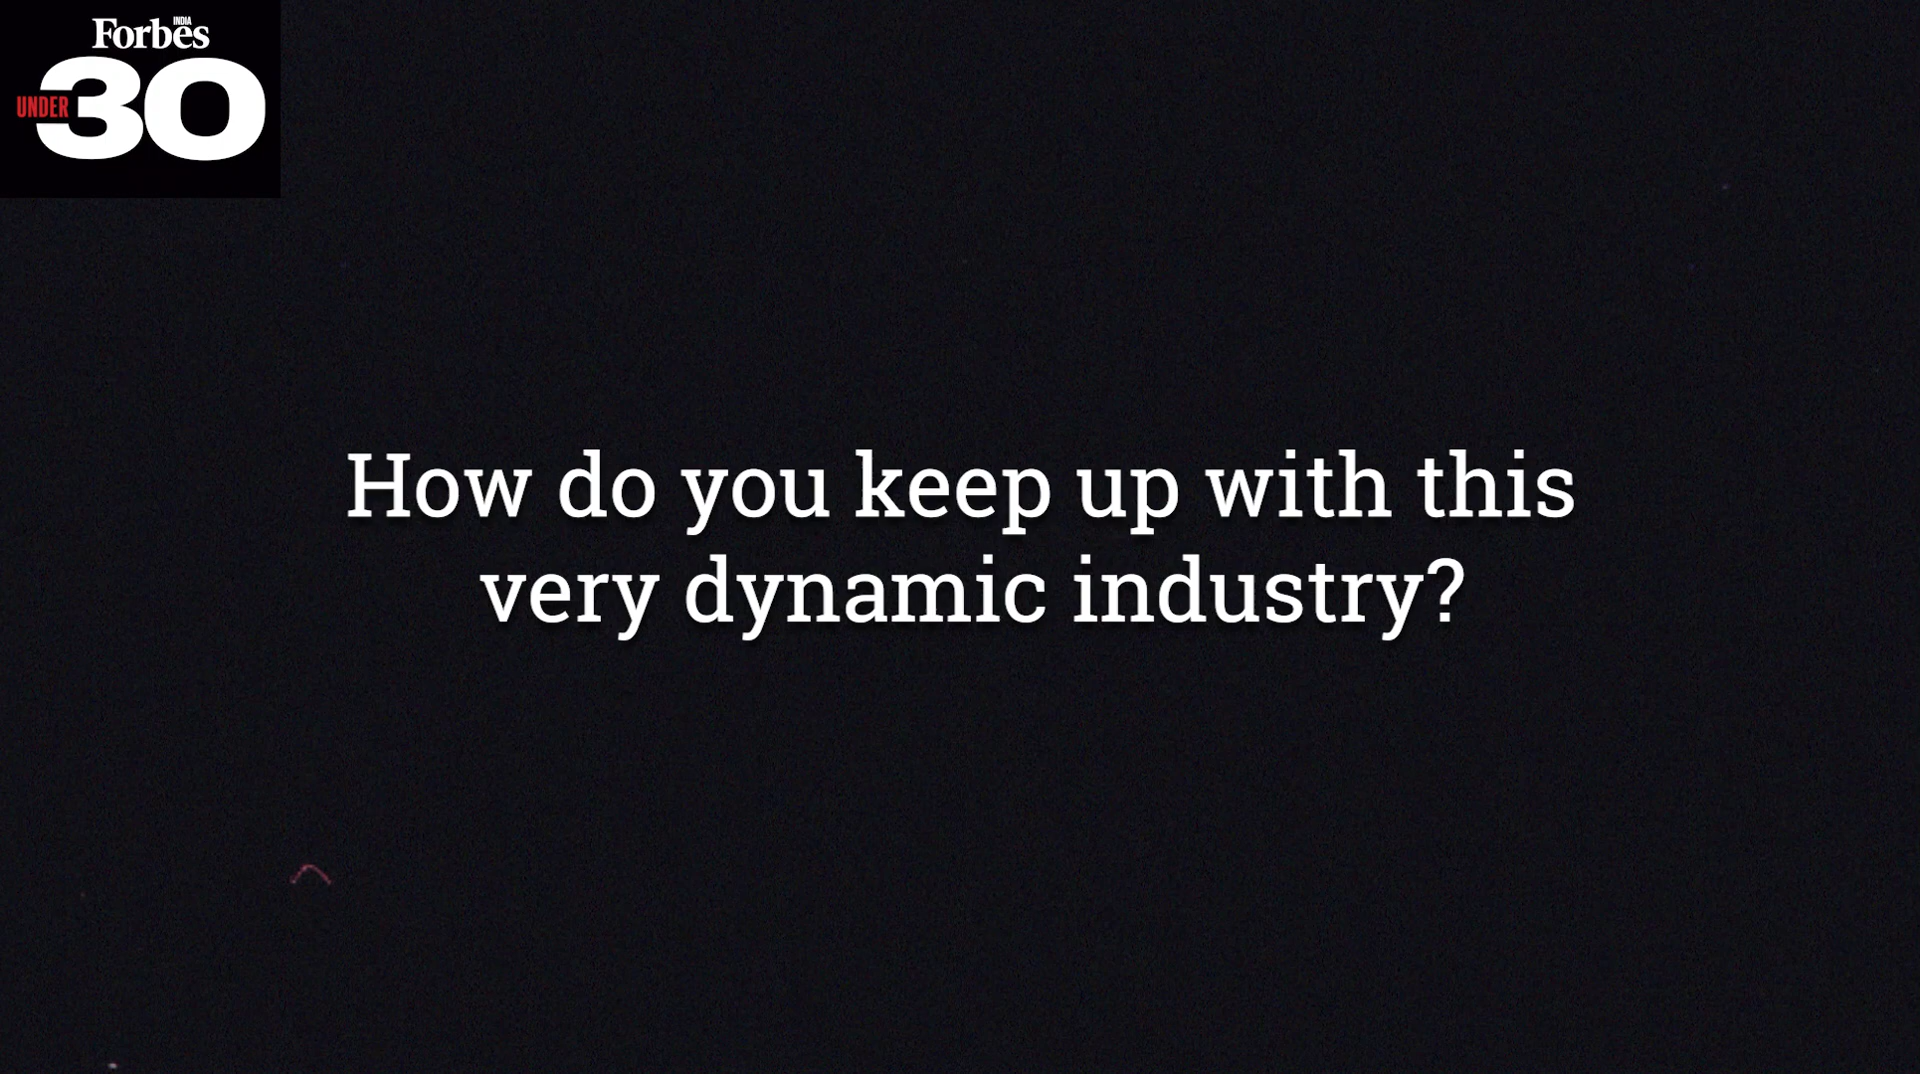 Forbes
INDIA
UNDER
30
How do you keep up with this
very dynamic industry?